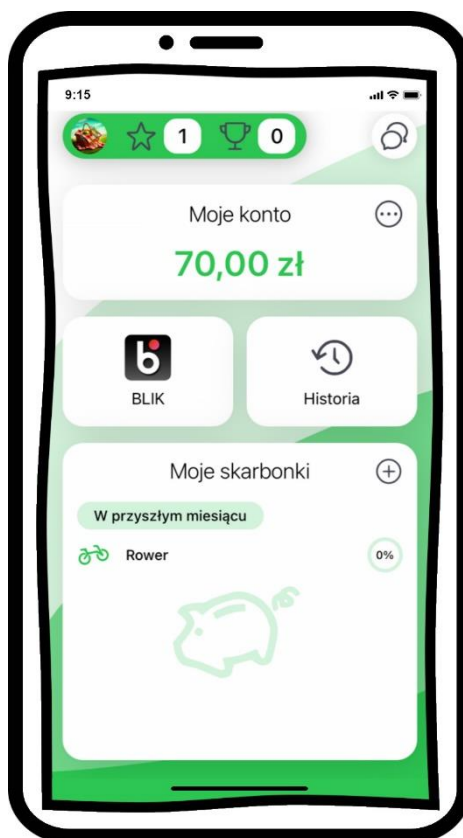 9:15
1 0
Moje konto
70,00 zł
BLIK Historia
Moje skarbonki
W przyszłym miesiącu
Rower 0%